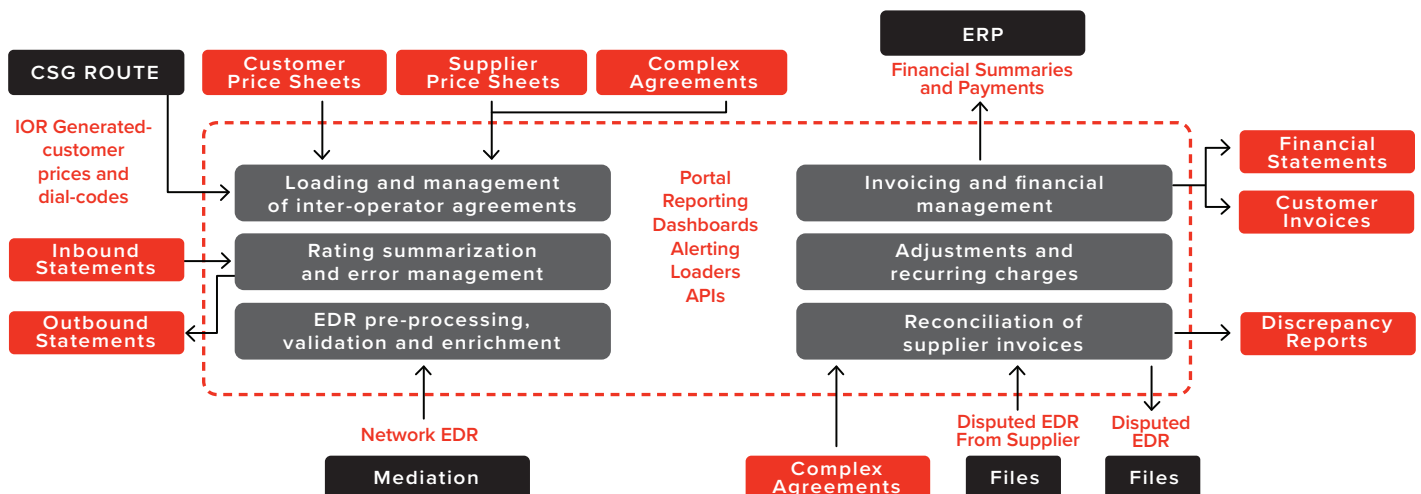 CSG ROUTE
Customer
Price Sheets
Supplier
Price Sheets
Complex
Agreements
ERP
Financial Summaries
and Payments
IOR Generated-
customer
prices and
dial-codes
Loading and management
of inter-operator agreements
Portal
Reporting
Dashboards
Alerting
Loaders
APIs
Invoicing and financial
management
Financial
Statements
Customer
Invoices
Inbound
Statements
Rating summarization
and error management
Adjustments and
recurring charges
Outbound
Statements
EDR pre-processing,
validation and enrichment
Reconciliation of
supplier invoices
Discrepancy
Reports
Network EDR
Mediation
Complex
Agreements
Disputed EDR
From Supplier
Files
Disputed
EDR
Files